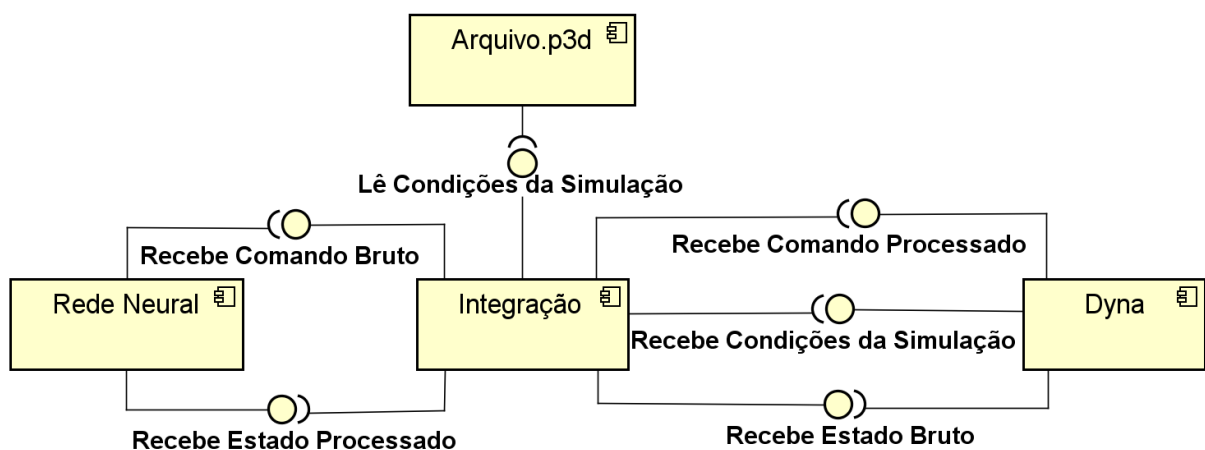 Arquivo.p3d
Lê Condições da Simulação
Recebe Comando Bruto
Recebe Comando Processado
Rede Neural
Integração
Dyna
Recebe Condições da Simulação
Recebe Estado Processado
Recebe Estado Bruto